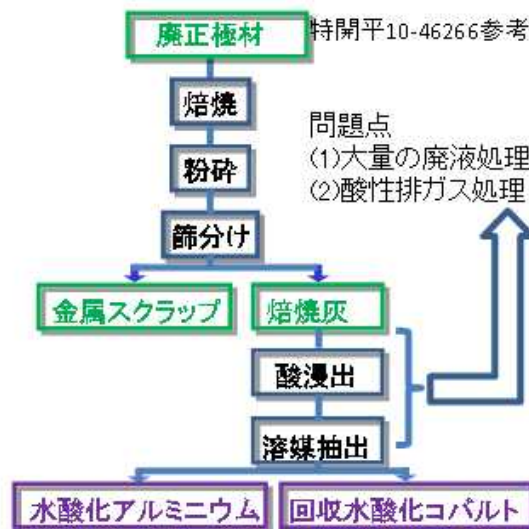 廃正極材
特開平10-46266参考
焙焼
粉砕
問題点
(1)大量の廃液処理
(2)酸性排ガス処理
篩分け
金属スクラップ
焙焼灰
酸浸出
溶媒抽出
水酸化アルミニウム
回収水酸化コバルト